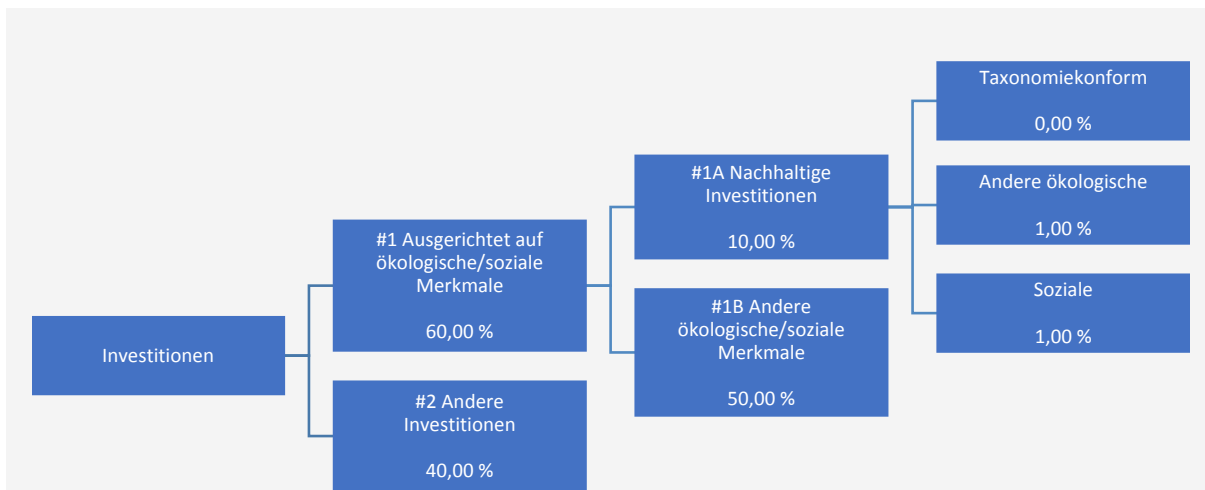 Investitionen
#1 Ausgerichtet auf
ökologische/soziale
Merkmale
60,00 %
#2 Andere
Investitionen
40,00 %
#1A Nachhaltige
Investitionen
10,00 %
#1B Andere
ökologische/soziale
Merkmale
50,00 %
Taxonomiekonform
0,00 %
Andere ökologische
1,00 %
Soziale
1,00 %